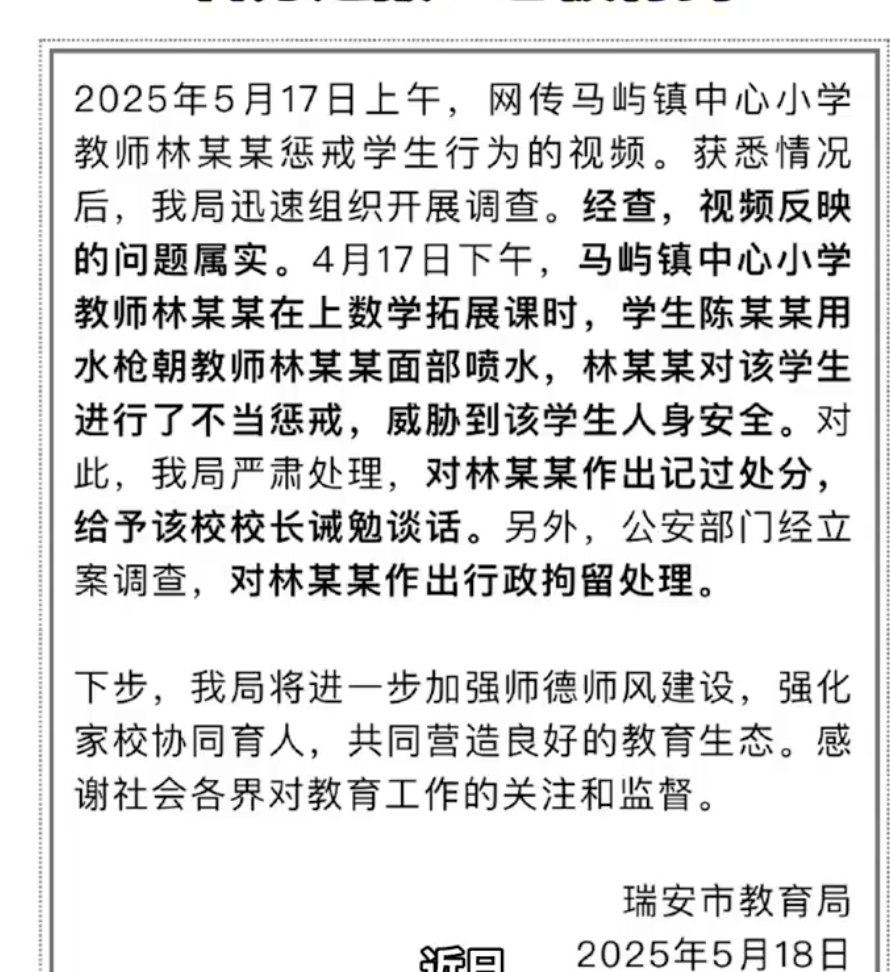 2025年5月17日上午，网传马屿镇中心小学
教师林某某惩戒学生行为的视频。获悉情况
后，我局迅速组织开展调查。经查，视频反映
的问题属实。4月17日下午，马屿镇中心小学
教师林某某在上数学拓展课时，学生陈某某用
水枪朝教师林某某面部喷水，林某某对该学生
进行了不当惩戒，威胁到该学生人身安全。对
此，我局严肃处理，对林某某作出记过处分，
给予该校校长诫勉谈话。另外，公安部门经立
案调查，对林某某作出行政拘留处理。
下步，我局将进一步加强师德师风建设，强化
家校协同育人，共同营造良好的教育生态。感
谢社会各界对教育工作的关注和监督。
瑞安市教育局
2025年5月18日
近日